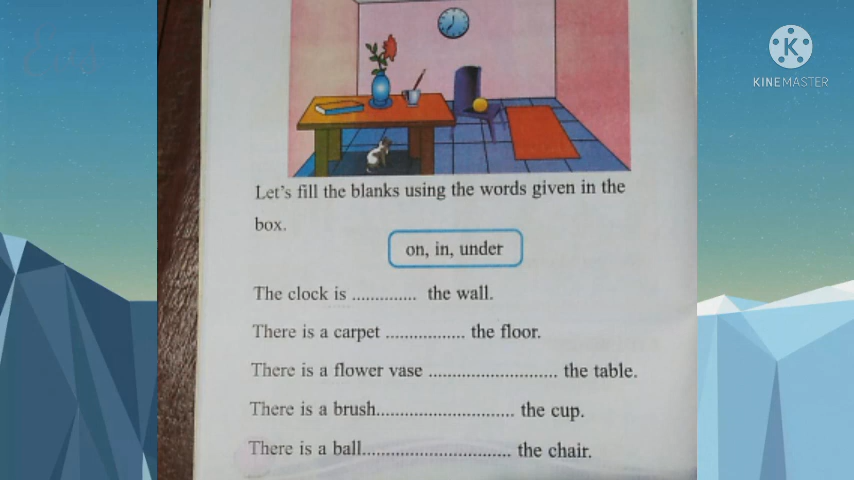 KINEMASTER
Let's fill the blanks using the words given in the
box.
on, in, under
The clock is .............. the wall.
There is a carpet ................. the floor.
There is a flower vase ............................ the table.
There is a brush............................... the cup.
There is a ball................................. the chair.